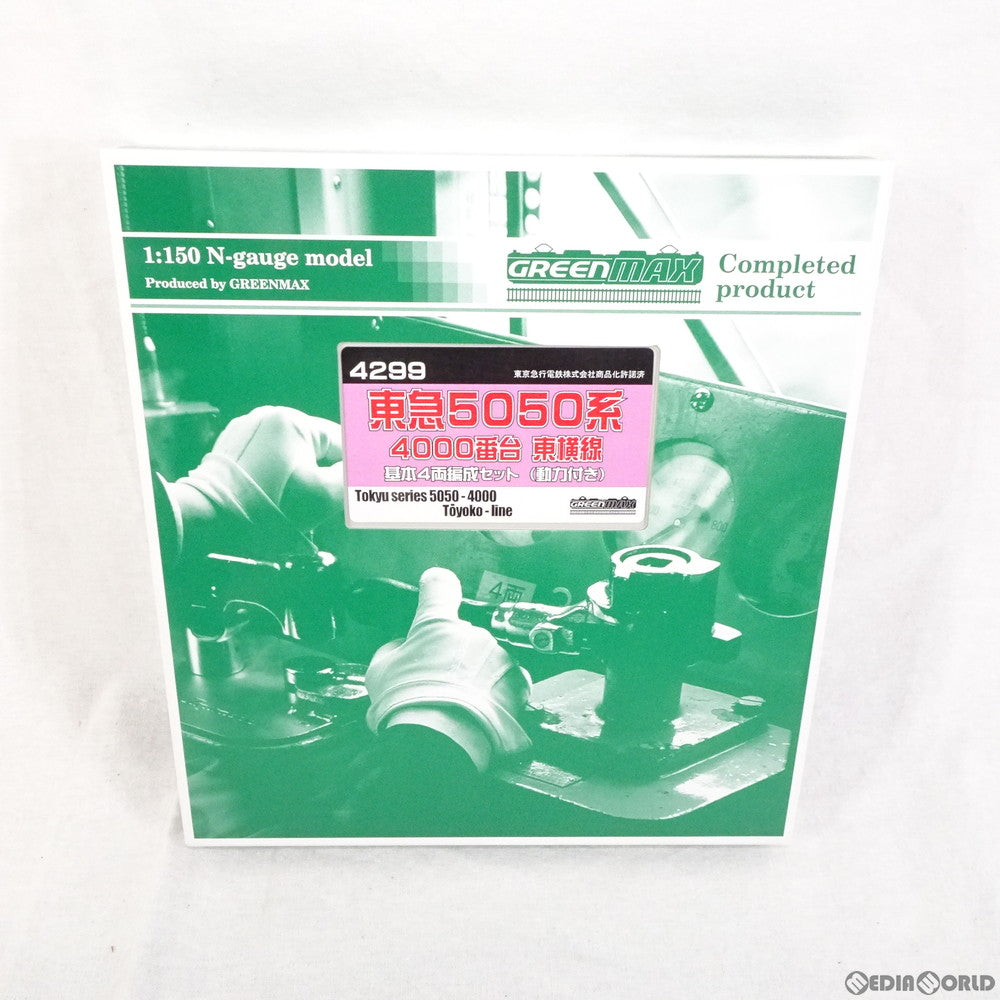 1:150 N-gauge model
Produced by GREENMAX
GREENMAX
Completed
product
4299
東京急行電鉄株式会社商品化許諾済
東急5050系
4000番台 東横線
基本4両編成セット (動力付き)
Tokyu series 5050 - 4000
Tōyoko - line
GREENMAX
4両
MEDIAWORLD